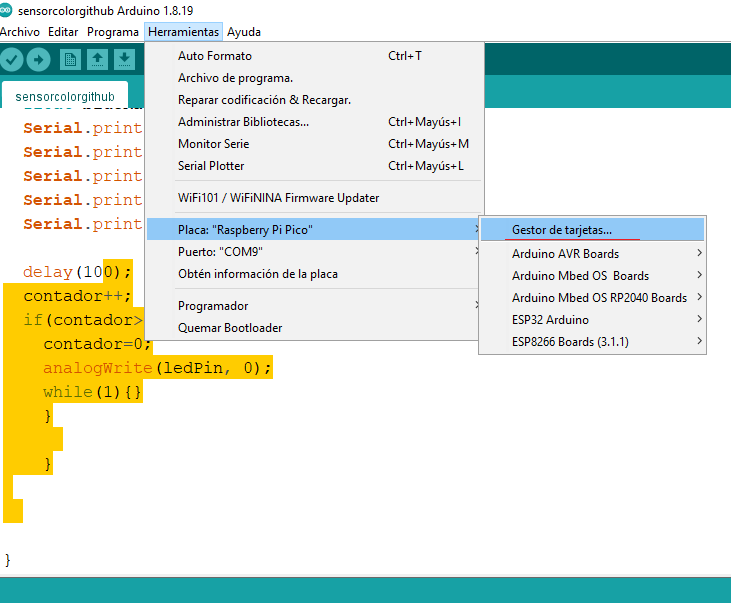 sensorcolorgithub Arduino 1.8.19
Archivo Editar Programa Herramientas Ayuda
sensorcolorgithub
Auto Formato Ctrl+T
Archivo de programa.
Reparar codificación & Recargar.
Administrar Bibliotecas... Ctrl+Mayús+I
Monitor Serie Ctrl+Mayús+M
Serial Plotter Ctrl+Mayús+L
WiFi101 / WiFiNINA Firmware Updater
Placa: "Raspberry Pi Pico"
Puerto: "COM9"
Obtén información de la placa
Programador
Quemar Bootloader
Gestor de tarjetas...
Arduino AVR Boards
Arduino Mbed OS Boards
Arduino Mbed OS RP2040 Boards
ESP32 Arduino
ESP8266 Boards (3.1.1)
Serial.print
Serial.print
Serial.print
Serial.print
Serial.print
delay(100);
contador++;
if(contador>
contador=0;
analogWrite(ledPin, 0);
while(1){}
}
}
}